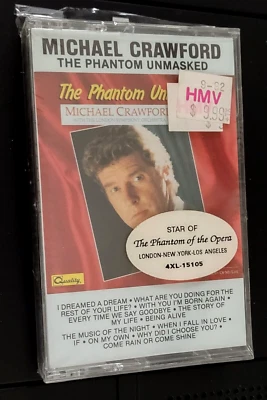 MICHAEL CRAWFORD
THE PHANTOM UNMASKED
8-92
HMV
$9.99
The Phantom Un
MICHAEL CRAWFOR
STAR OF
The Phantom of the Opera
LONDON-NEW YORK-LOS ANGELES
4XL-15105
Quality
I DREAMED A DREAM • WHAT ARE YOU DOING FOR THE
REST OF YOUR LIFE? • WITH YOU I'M BORN AGAIN •
EVERY TIME WE SAY GOODBYE • THE STORY OF
MY LIFE • BEING ALIVE
THE MUSIC OF THE NIGHT • WHEN I FALL IN LOVE
IF • ON MY OWN • WHY DID I CHOOSE YOU? •
COME RAIN OR COME SHINE